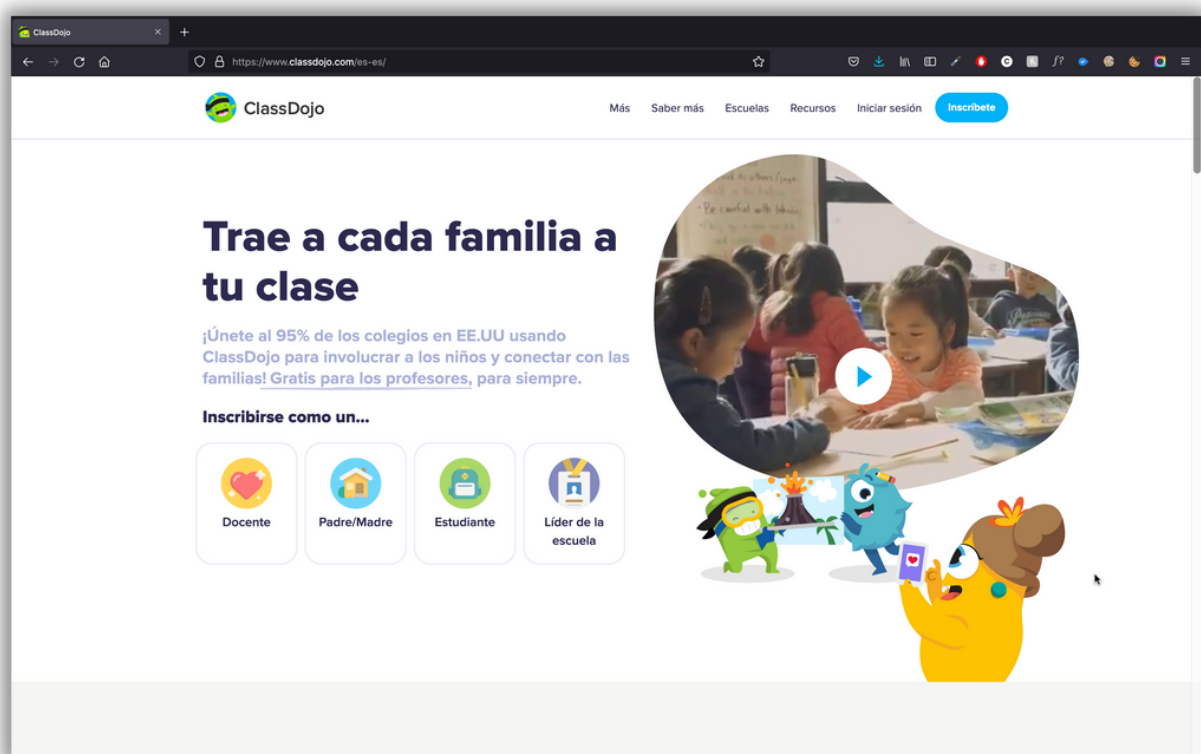 ClassDojo
https://www.classdojo.com/es-es/
ClassDojo
Más Saber más Escuelas Recursos Iniciar sesión Inscríbete
Trae a cada familia a
tu clase
¡Únete al 95% de los colegios en EE.UU usando
ClassDojo para involucrar a los niños y conectar con las
familias! Gratis para los profesores, para siempre.
Inscribirse como un...
Docente
Padre/Madre
Estudiante
Líder de la
escuela
Be careful with